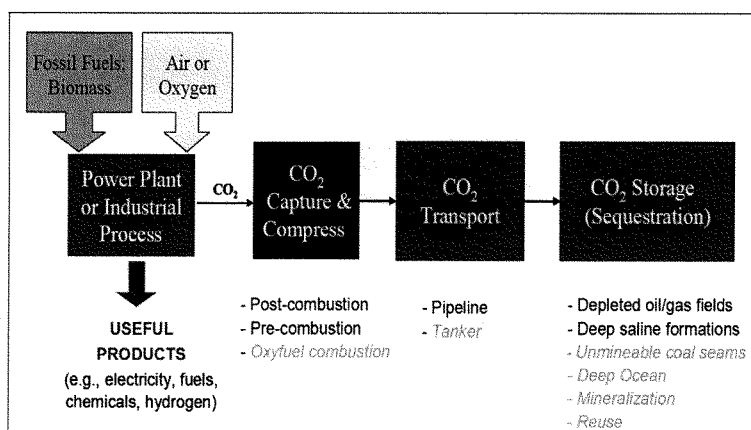 Fossil Fuels;
Biomass
Air or
Oxygen
Power Plant
or Industrial
Process
CO₂
CO₂
Capture &
Compress
CO₂
Transport
CO₂ Storage
(Sequestration)
USEFUL
PRODUCTS
(e.g., electricity, fuels,
chemicals, hydrogen)
- Post-combustion
- Pre-combustion
- Oxyfuel combustion
- Pipeline
- Tanker
- Depleted oil/gas fields
- Deep saline formations
- Unmineable coal seams
- Deep Ocean
- Mineralization
- Reuse